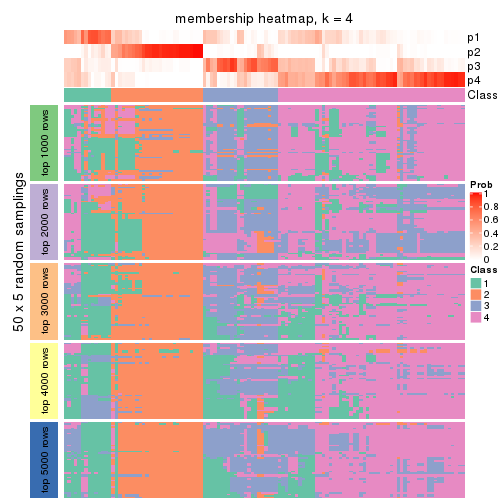 membership heatmap, k = 4
p1
p2
p3
p4
Class
50 x 5 random samplings
top 1000 rows
top 2000 rows
top 3000 rows
top 4000 rows
top 5000 rows
Prob
1
0.8
0.6
0.4
0.2
0
Class
1
2
3
4